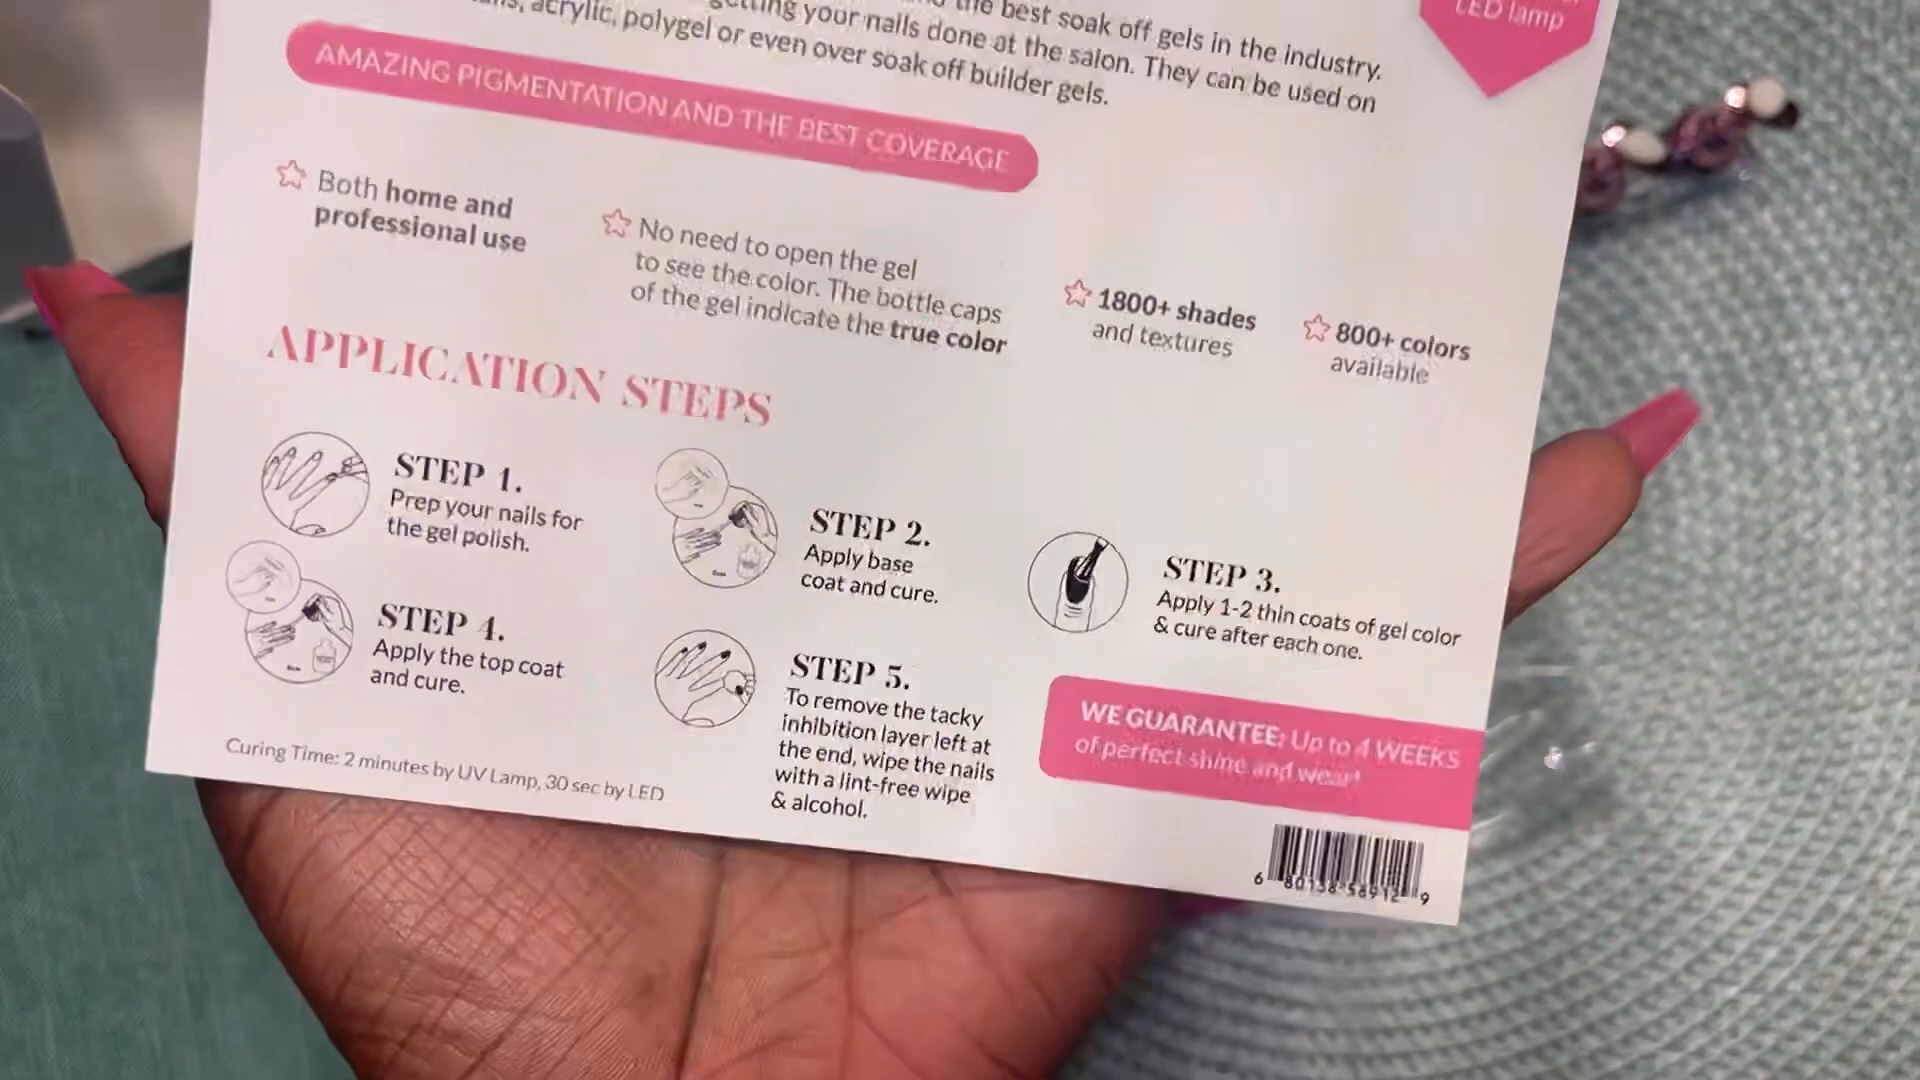 the best soak off gels in the industry.
getting your nails done at the salon. They can be used on
acrylic, polygel or even over soak off builder gels.
LED lamp
AMAZING PIGMENTATION AND THE BEST COVERAGE
Both home and
professional use
No need to open the gel
to see the color. The bottle caps
of the gel indicate the true color
1800+ shades
and textures
800+ colors
available
APPLICATION STEPS
STEP 1.
Prep your nails for
the gel polish.
STEP 2.
Apply base
coat and cure.
STEP 3.
Apply 1-2 thin coats of gel color
& cure after each one.
STEP 4.
Apply the top coat
and cure.
STEP 5.
To remove the tacky
inhibition layer left at
the end, wipe the nails
with a lint-free wipe
& alcohol.
WE GUARANTEE: Up to 4 WEEKS
of perfect shine and wear!
Curing Time: 2 minutes by UV Lamp, 30 sec by LED
6 80138 58912 9